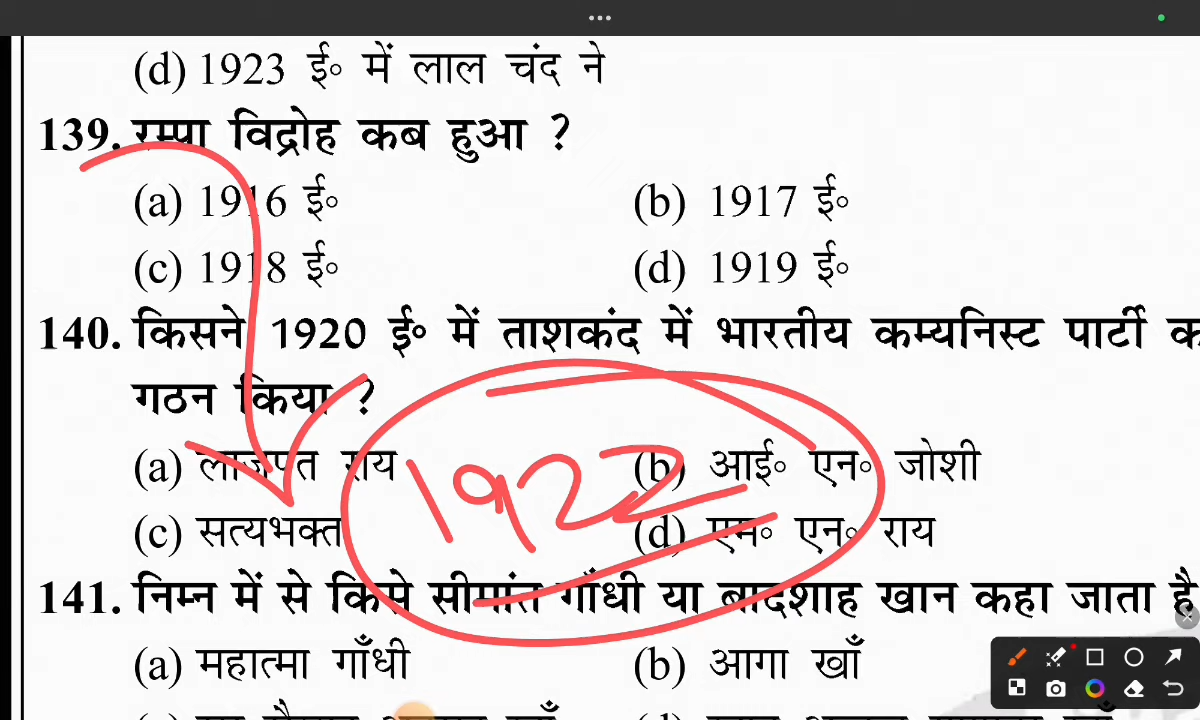 (d) 1923 ई॰ में लाल चंद ने
139. रम्पा विद्रोह कब हुआ ?
(a) 1916 ई॰ (b) 1917 ई॰
(c) 1918 ई॰ (d) 1919 ई॰
140. किसने 1920 ई॰ में ताशकंद में भारतीय कम्यनिस्ट पार्टी क
गठन किया ?
(a) लाजपत राय (b) आई॰ एन॰ जोशी
1922
(c) सत्यभक्त (d) एम॰ एन॰ राय
141. निम्न में से किसे सीमांत गाँधी या बादशाह खान कहा जाता है
(a) महात्मा गाँधी (b) आगा खाँ